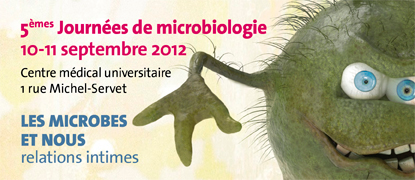 5èmes Journées de microbiologie
10-11 septembre 2012
Centre médical universitaire
1 rue Michel-Servet
LES MICROBES
ET NOUS
relations intimes